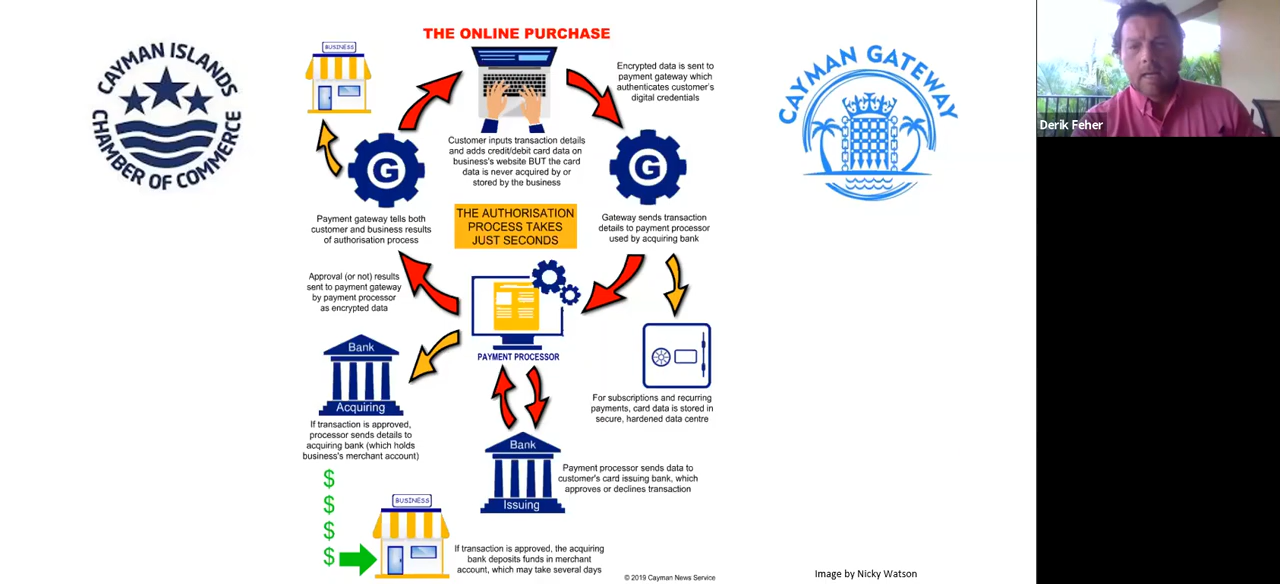 THE ONLINE PURCHASE
CAYMAN ISLANDS
CHAMBER OF COMMERCE
BUSINESS
Encrypted data is sent to
payment gateway which
authenticates customer's
digital credentials
CAYMAN GATEWAY
Derik Feher
Customer inputs transaction details
and adds credit/debit card data on
business's website BUT the card
data is never acquired by or
stored by the business
G
G
Payment gateway tells both
customer and business results
of authorisation process
THE AUTHORISATION
PROCESS TAKES
JUST SECONDS
Gateway sends transaction
details to payment processor
used by acquiring bank
Approval (or not) results
sent to payment gateway
by payment processor
as encrypted data
PAYMENT PROCESSOR
Bank
Acquiring
For subscriptions and recurring
payments, card data is stored in
secure, hardened data centre
If transaction is approved,
processor sends details to
acquiring bank (which holds
business's merchant account)
Bank
Issuing
Payment processor sends data to
customer's card issuing bank, which
approves or declines transaction
$
$
$
$
BUSINESS
If transaction is approved, the acquiring
bank deposits funds in merchant
account, which may take several days
© 2019 Cayman News Service
Image by Nicky Watson